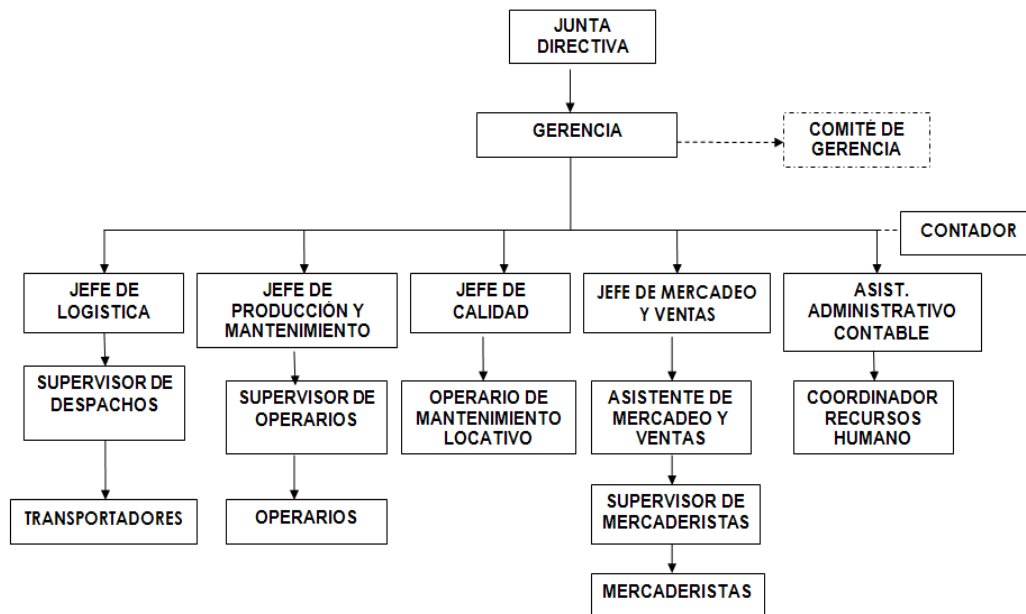 JUNTA
DIRECTIVA
GERENCIA
COMITÉ DE
GERENCIA
CONTADOR
JEFE DE
LOGISTICA
JEFE DE
PRODUCCIÓN Y
MANTENIMIENTO
JEFE DE
CALIDAD
JEFE DE MERCADEO
Y VENTAS
ASIST.
ADMINISTRATIVO
CONTABLE
SUPERVISOR DE
DESPACHOS
SUPERVISOR DE
OPERARIOS
OPERARIO DE
MANTENIMIENTO
LOCATIVO
ASISTENTE DE
MERCADEO Y
VENTAS
COORDINADOR
RECURSOS
HUMANO
TRANSPORTADORES
OPERARIOS
SUPERVISOR DE
MERCADERISTAS
MERCADERISTAS